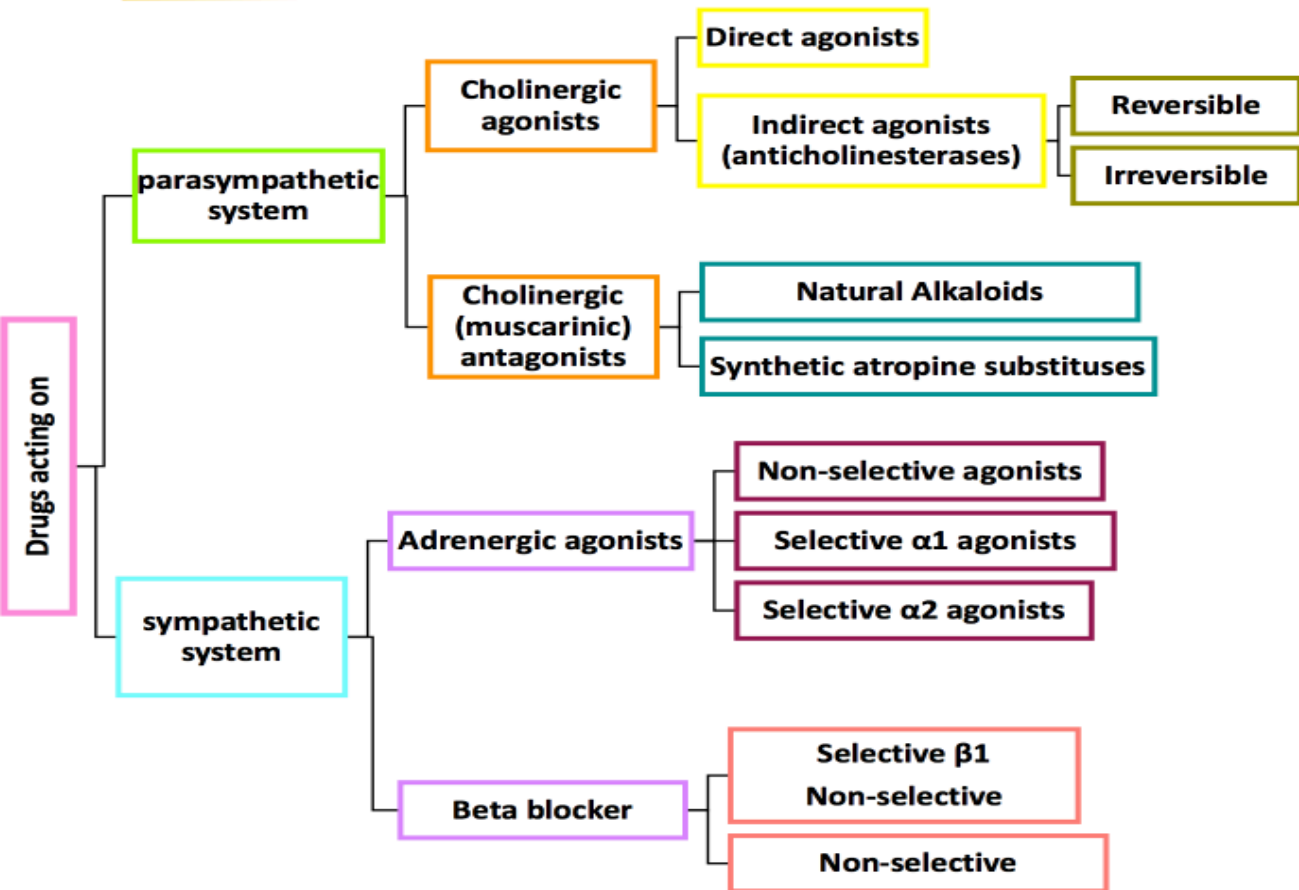 Drugs acting on
parasympathetic
system
Cholinergic
agonists
Direct agonists
Indirect agonists
(anticholinesterases)
Reversible
Irreversible
Cholinergic
(muscarinic)
antagonists
Natural Alkaloids
Synthetic atropine substituses
sympathetic
system
Adrenergic agonists
Non-selective agonists
Selective α1 agonists
Selective α2 agonists
Beta blocker
Selective β1
Non-selective
Non-selective